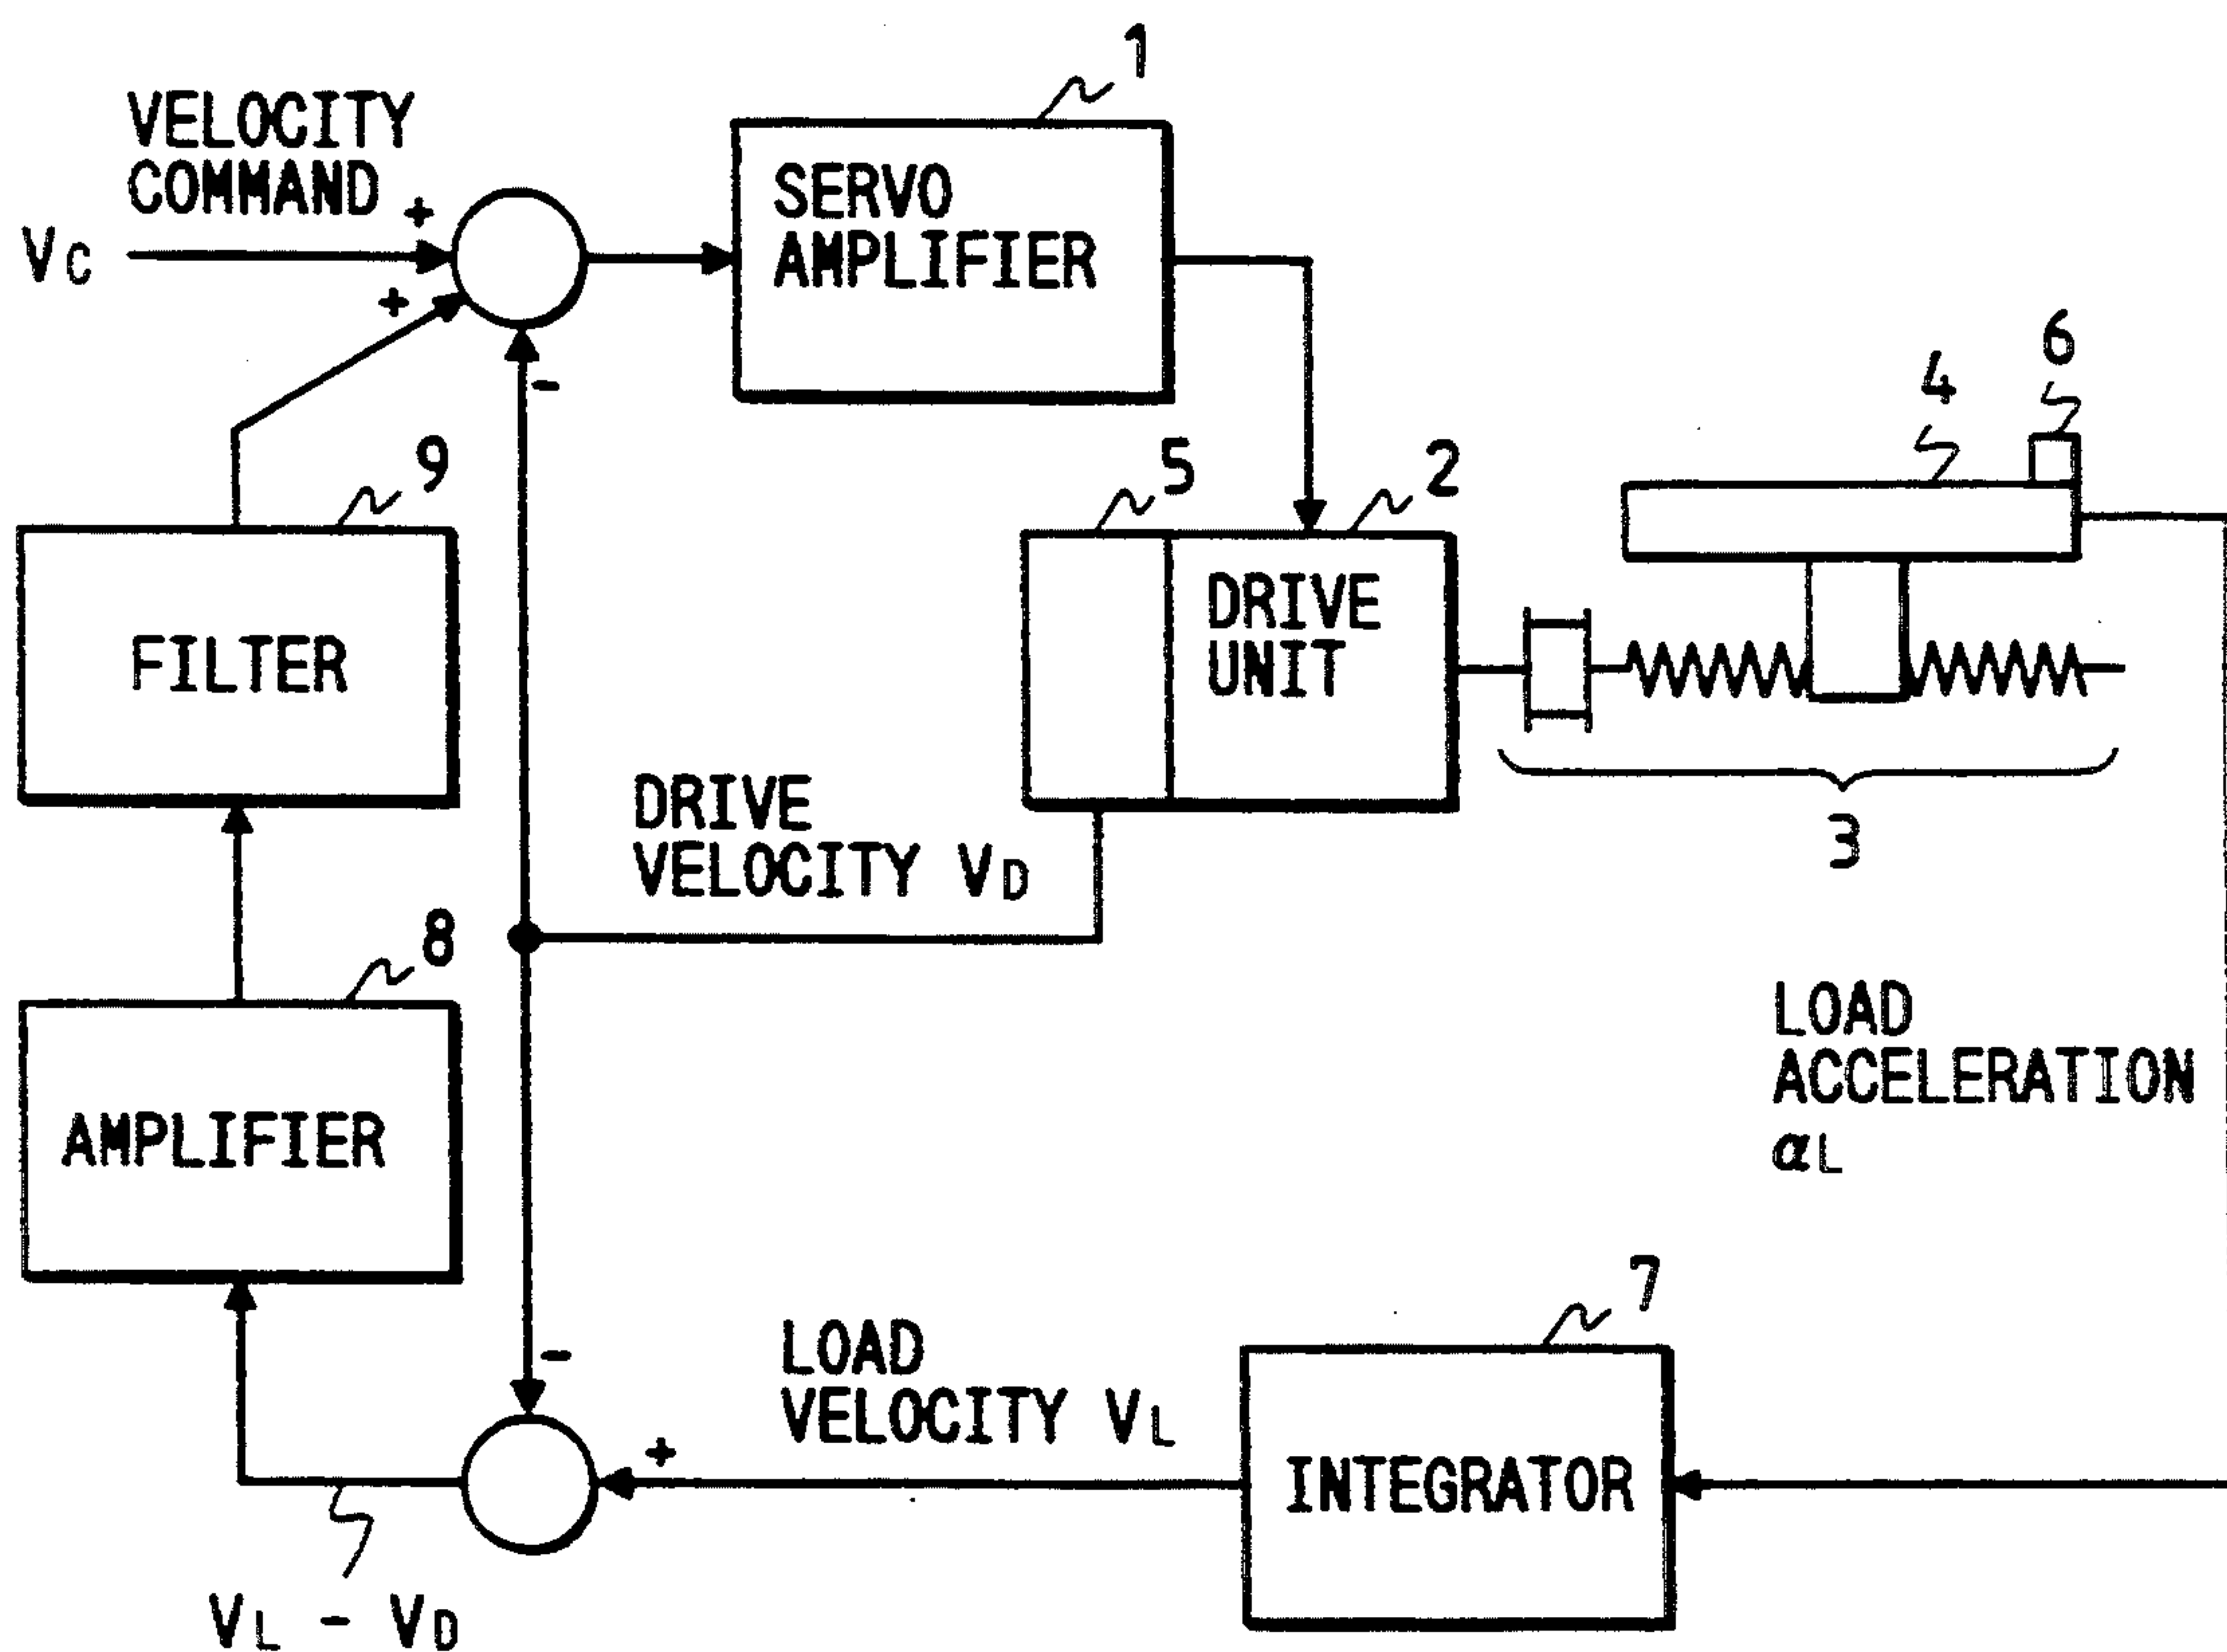 1
VELOCITY
COMMAND
+
VC
+
-
SERVO
AMPLIFIER
6
4
9
5
2
FILTER
DRIVE
UNIT
DRIVE
VELOCITY VD
3
8
AMPLIFIER
LOAD
ACCELERATION
αL
7
-
LOAD
VELOCITY VL
+
INTEGRATOR
VL - VD